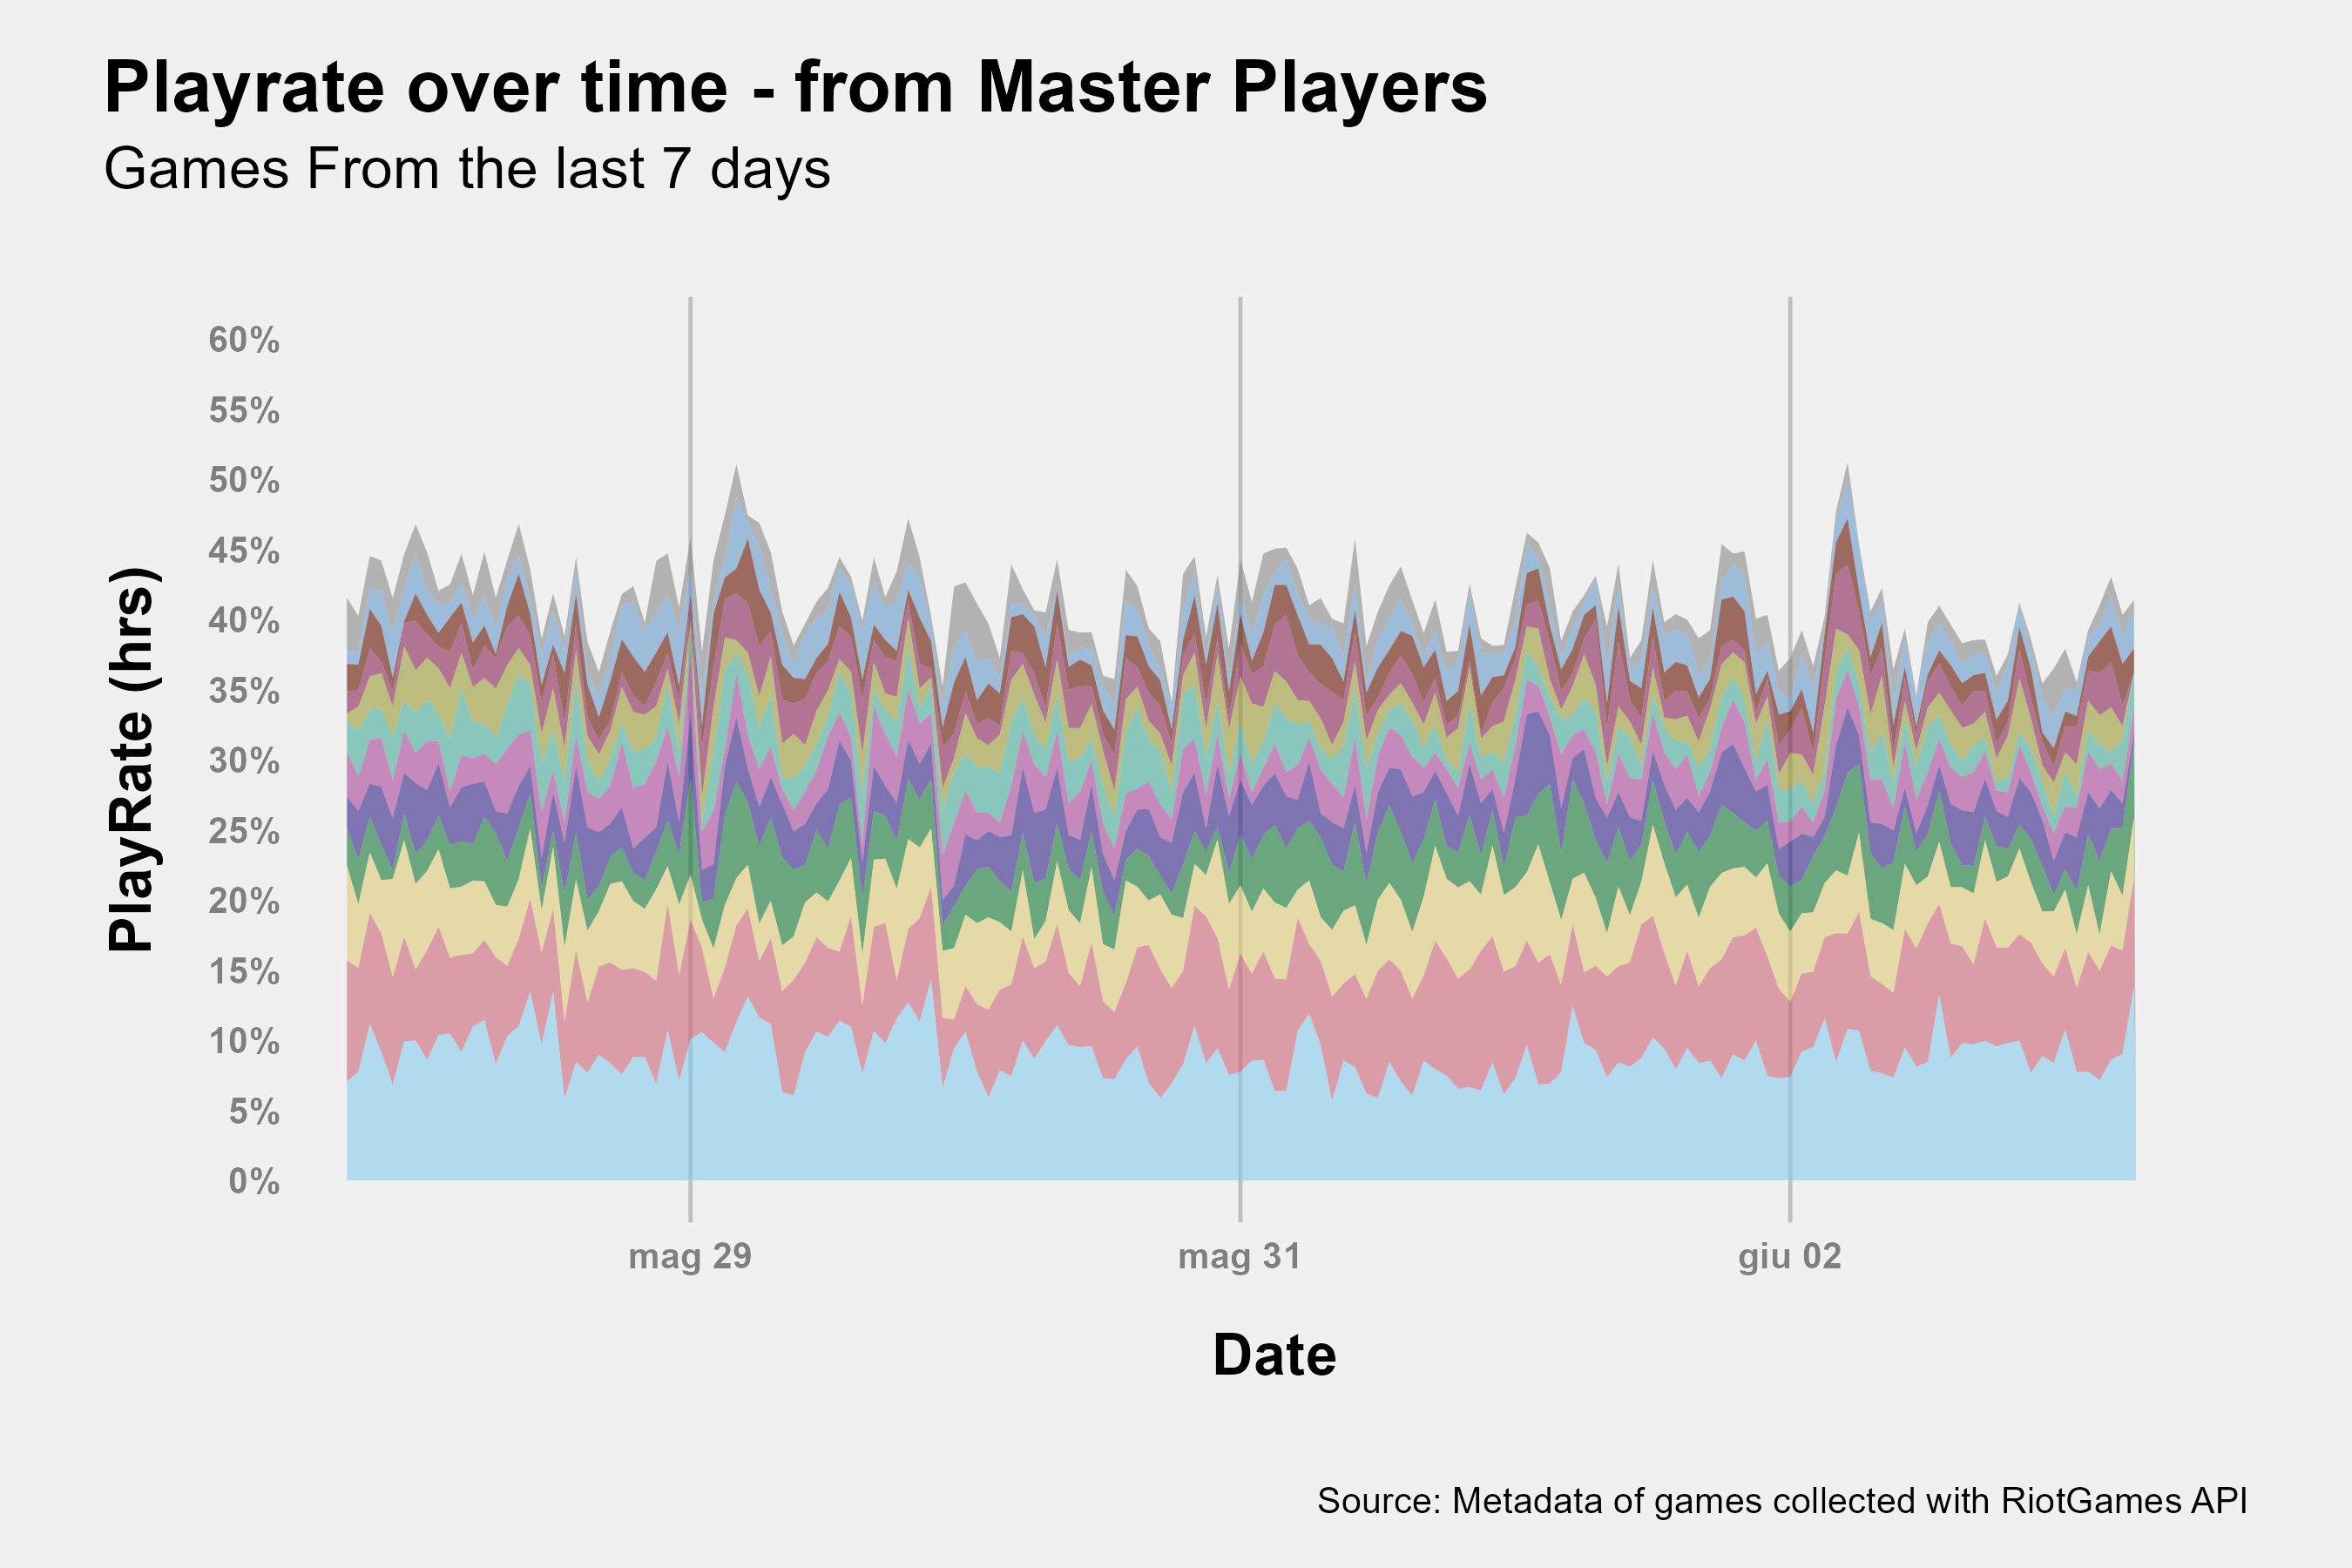 Playrate over time - from Master Players
Games From the last 7 days
PlayRate (hrs)
60%
55%
50%
45%
40%
35%
30%
25%
20%
15%
10%
5%
0%
mag 29
mag 31
giu 02
Date
Source: Metadata of games collected with RiotGames API